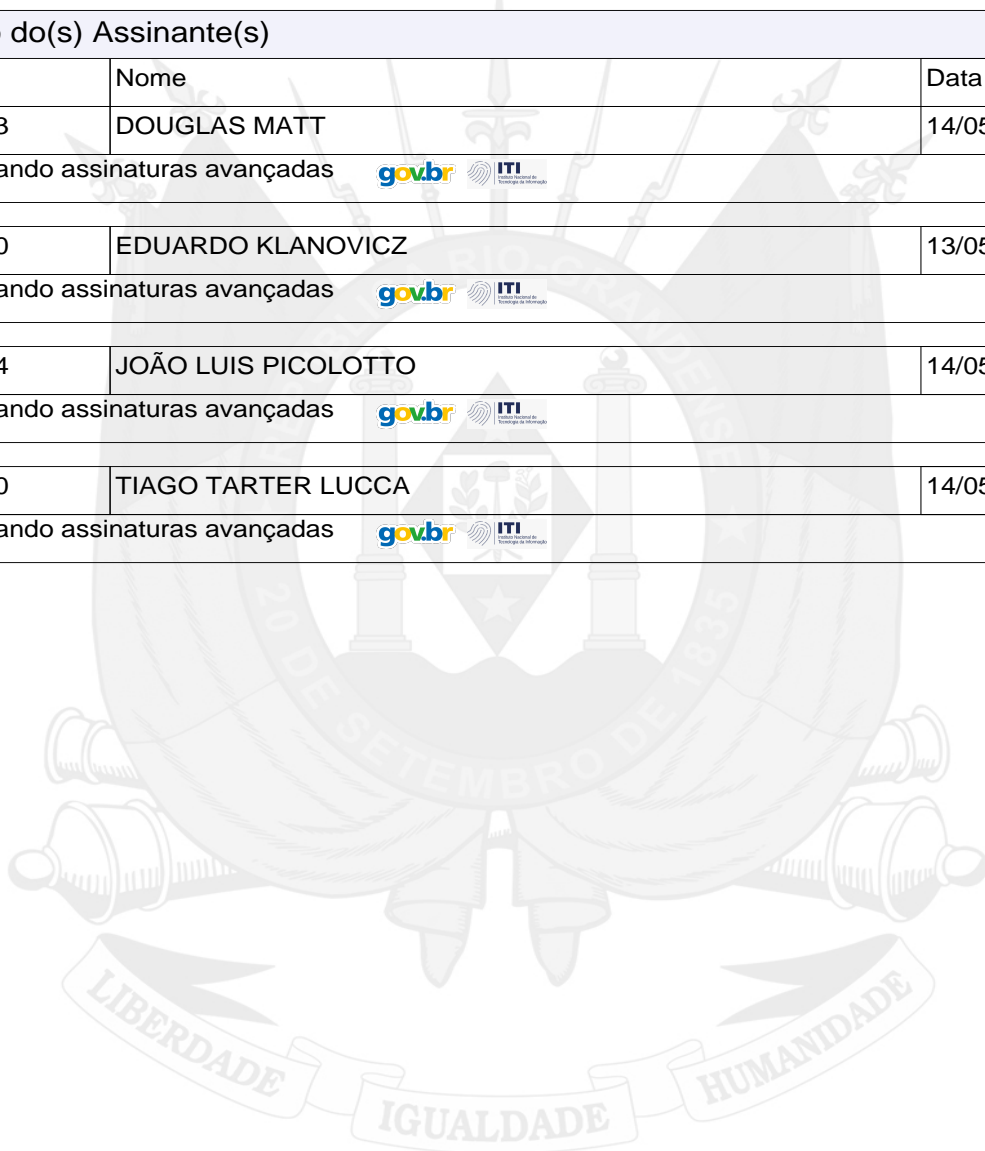 do(s) Assinante(s)
Nome Data
3 DOUGLAS MATT 14/05
ando assinaturas avançadas gov.br ITI
0 EDUARDO KLANOVICZ 13/05
ando assinaturas avançadas gov.br ITI
4 JOÃO LUIS PICOLOTTO 14/05
ando assinaturas avançadas gov.br ITI
0 TIAGO TARTER LUCCA 14/05
ando assinaturas avançadas gov.br ITI
REPÚBLICA RIO-GRANDENSE
20 DE SETEMBRO DE 1835
LIBERDADE IGUALDADE HUMANIDADE